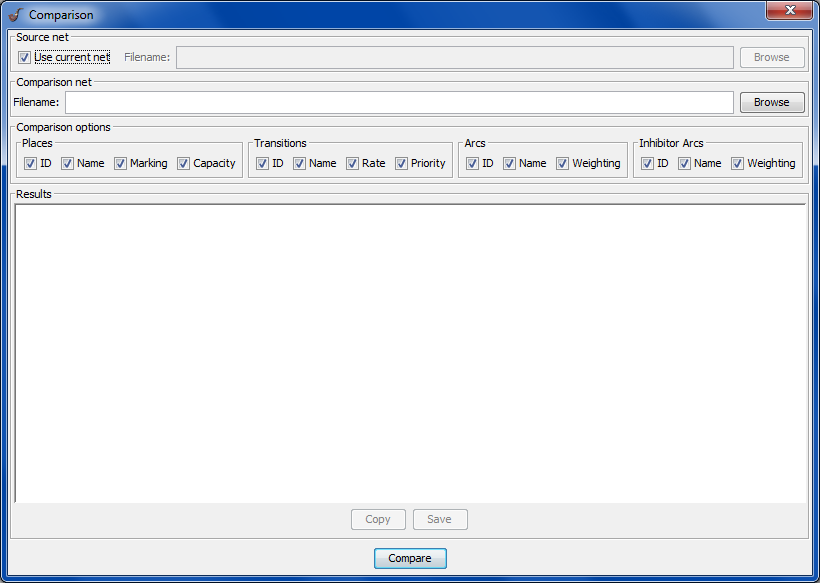 Comparison
Source net
Use current net Filename: Browse
Comparison net
Filename: Browse
Comparison options
Places Transitions Arcs Inhibitor Arcs
ID Name Marking Capacity ID Name Rate Priority ID Name Weighting ID Name Weighting
Results
Copy Save
Compare